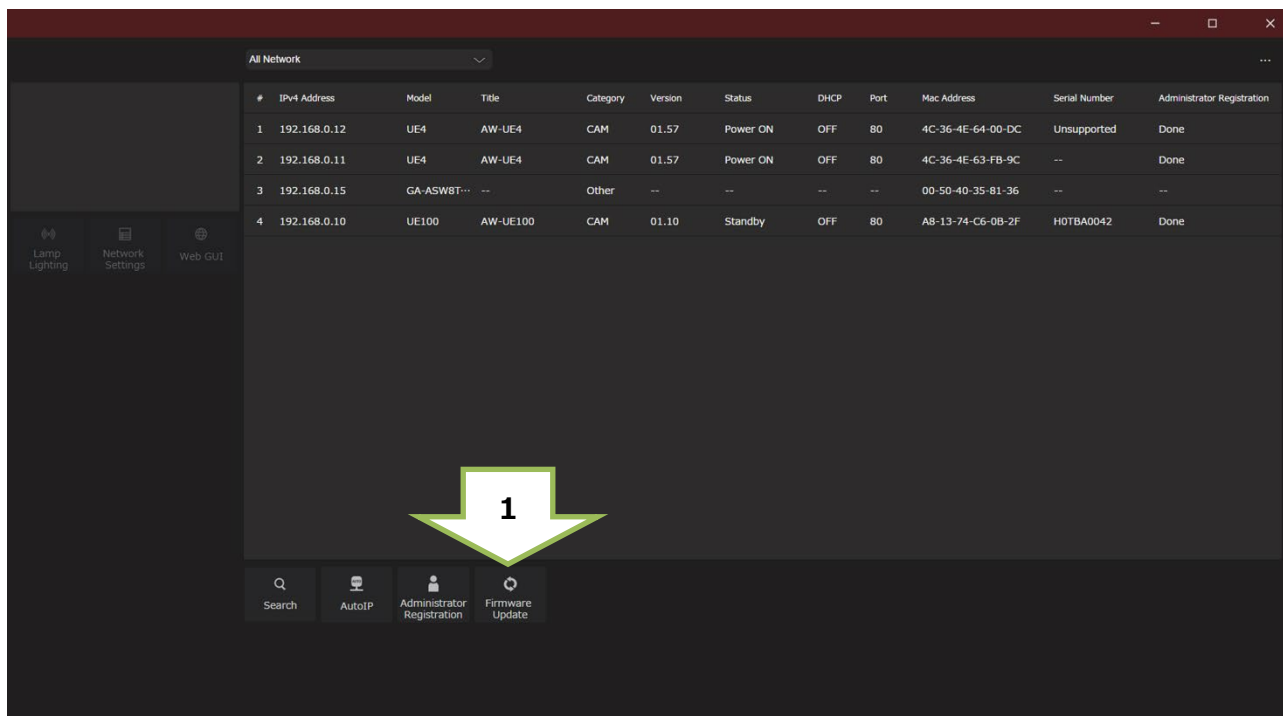 All Network
...
# IPv4 Address Model Title Category Version Status DHCP Port Mac Address Serial Number Administrator Registration
1 192.168.0.12 UE4 AW-UE4 CAM 01.57 Power ON OFF 80 4C-36-4E-64-00-DC Unsupported Done
2 192.168.0.11 UE4 AW-UE4 CAM 01.57 Power ON OFF 80 4C-36-4E-63-FB-9C -- Done
3 192.168.0.15 GA-ASW8T… -- Other -- -- -- -- 00-50-40-35-81-36 -- --
4 192.168.0.10 UE100 AW-UE100 CAM 01.10 Standby OFF 80 A8-13-74-C6-0B-2F H0TBA0042 Done
Lamp
Lighting
Network
Settings
Web GUI
1
Search
AutoIP
Administrator
Registration
Firmware
Update